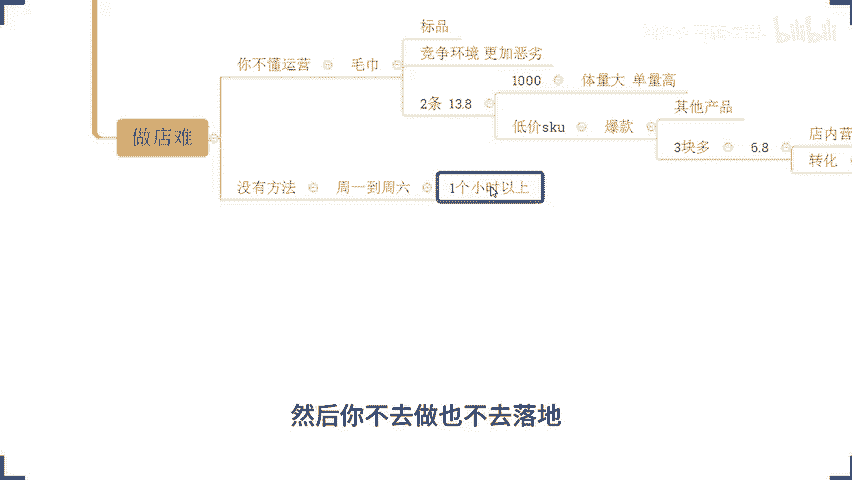 bilibili
标品
你不懂运营 毛巾 竞争环境 更加恶劣
1000 体量大 单量高
2条 13.8
其他产品
低价sku 爆款
做店难
店内营
3块多 6.8
转化
没有方法 周一到周六 1个小时以上
然后你不去做也不去落地